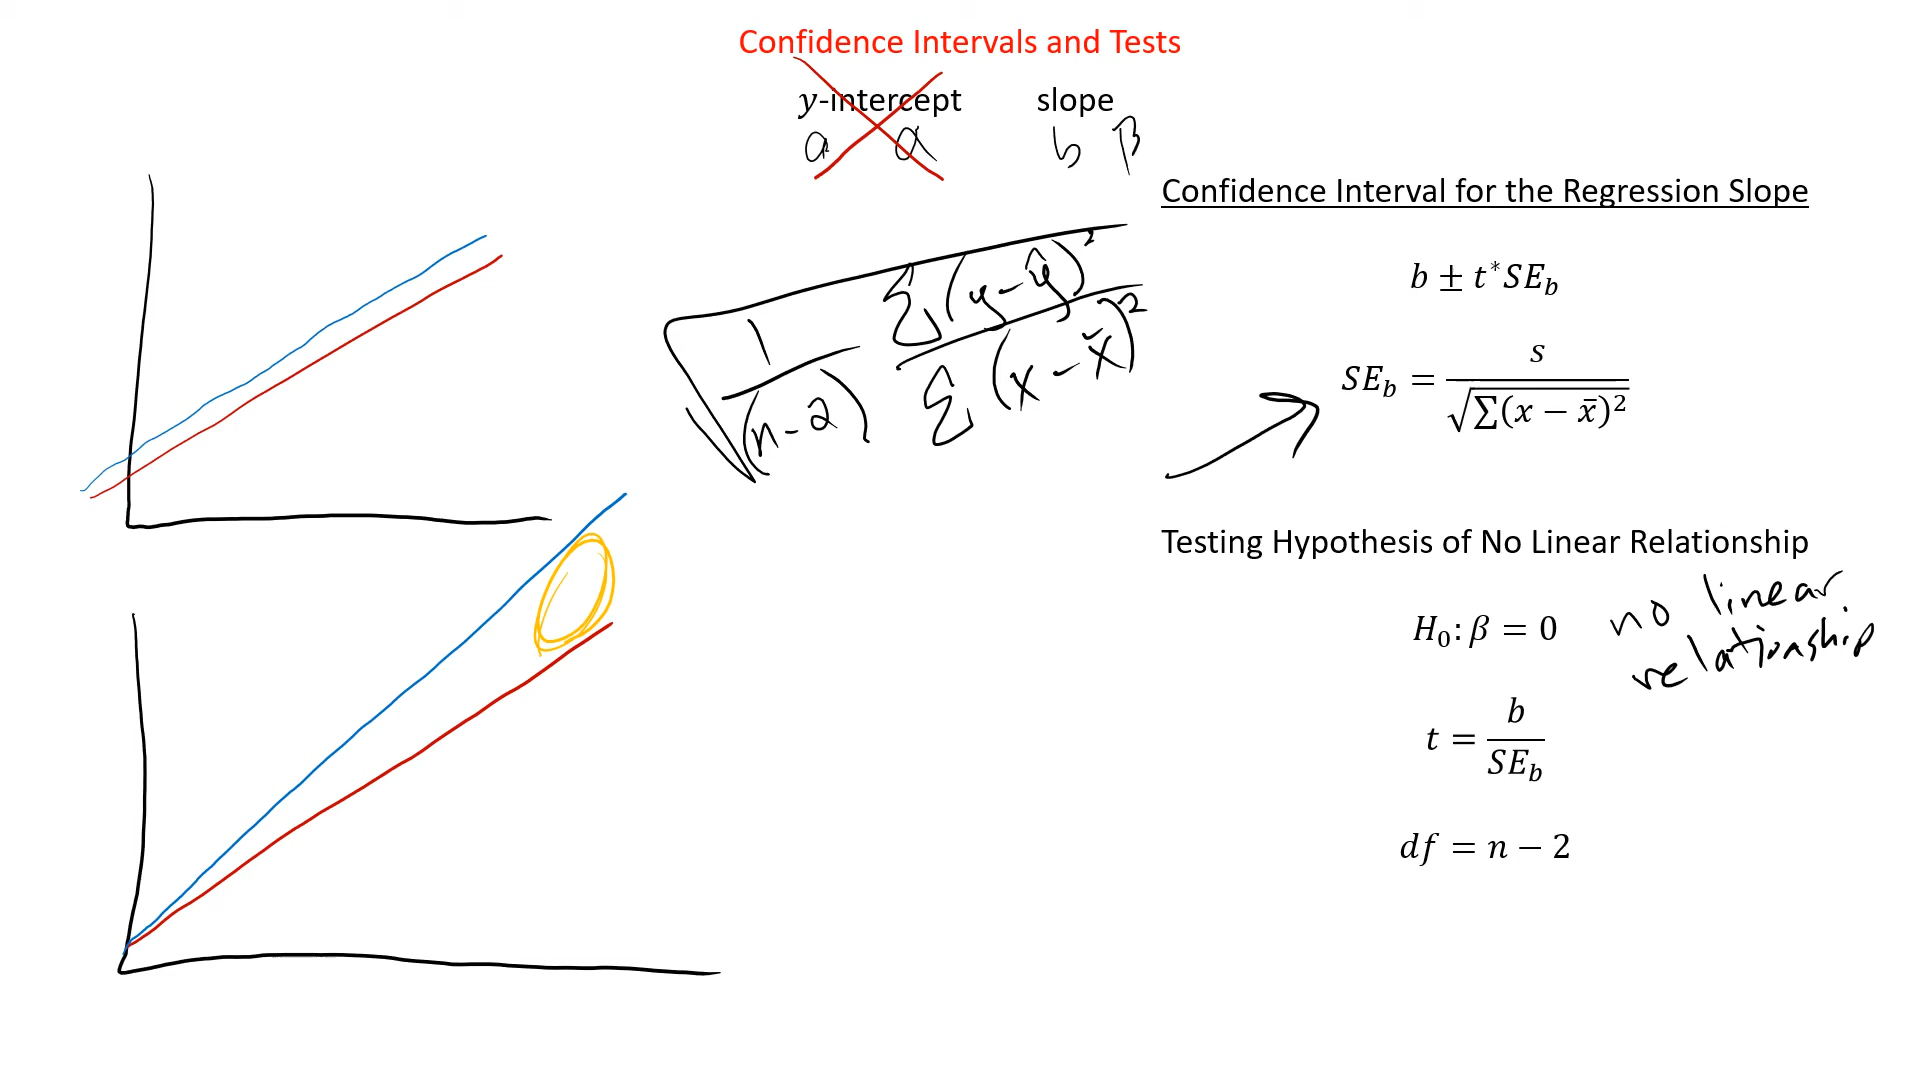 Confidence Intervals and Tests
y-intercept slope
a α b β
Confidence Interval for the Regression Slope
b ± t*SE_b
SE_b = s / √∑(x − x̄)²
√ 1/(n-2) ∑(y-ŷ)² / ∑(x-x̄)²
Testing Hypothesis of No Linear Relationship
H₀: β = 0
no linear
relationship
t = b / SE_b
df = n − 2